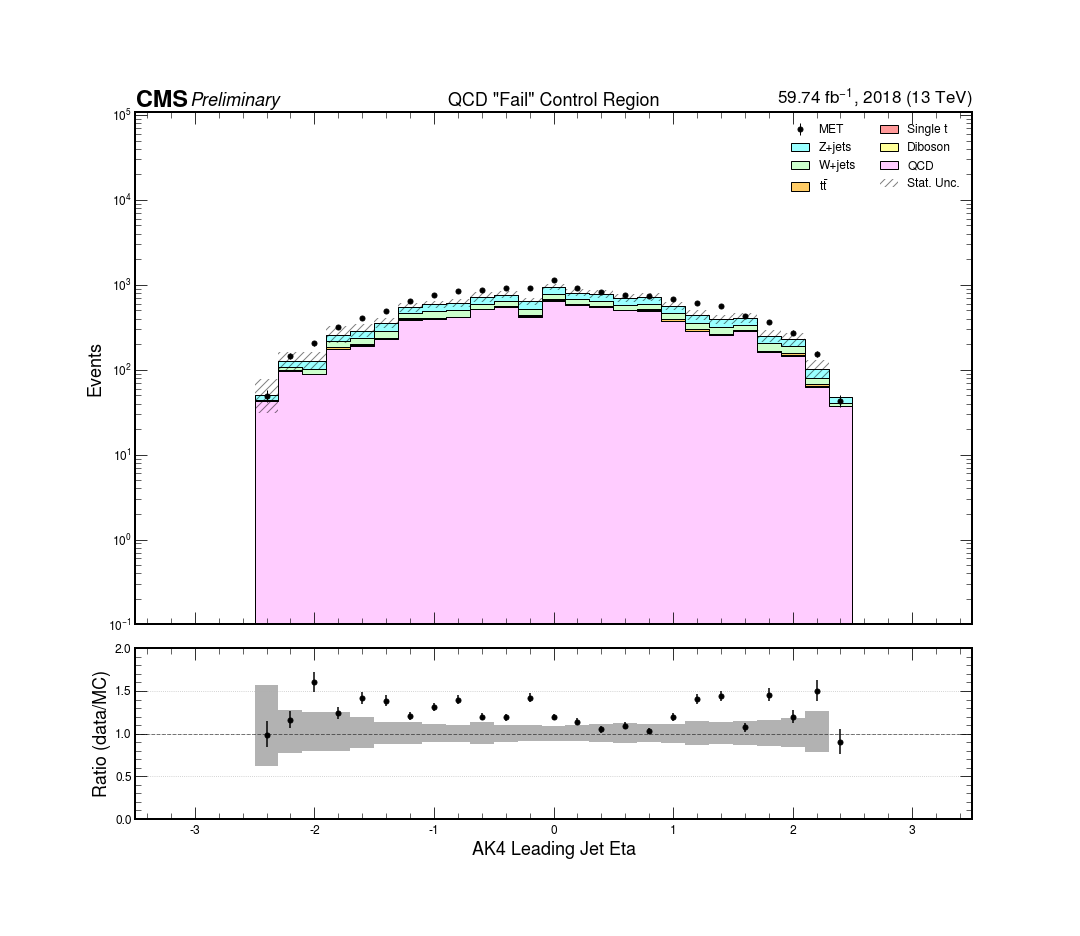 CMS Preliminary QCD "Fail" Control Region 59.74 fb⁻¹, 2018 (13 TeV)
MET Single t
Z+jets Diboson
W+jets QCD
tt̄ Stat. Unc.
10⁵
10⁴
10³
10²
10¹
10⁰
10⁻¹
Events
2.0
1.5
1.0
0.5
0.0
Ratio (data/MC)
-3 -2 -1 0 1 2 3
AK4 Leading Jet Eta